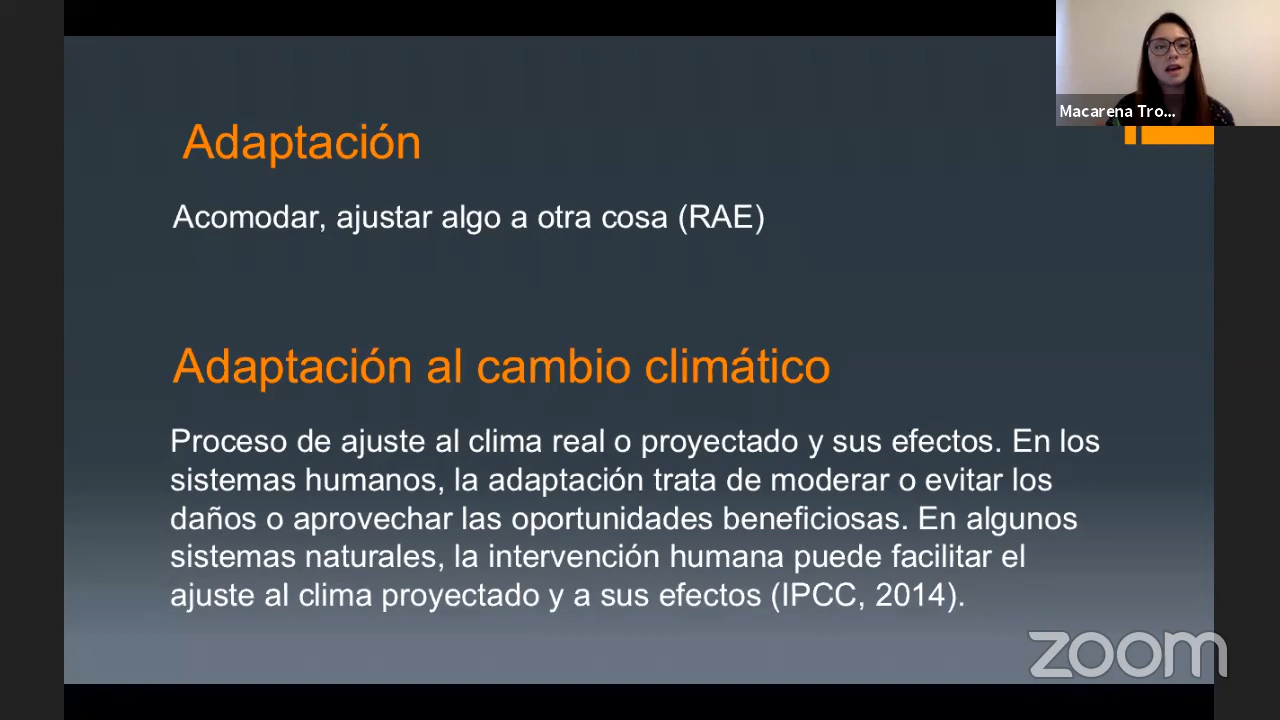 Macarena Tro...
Adaptación
Acomodar, ajustar algo a otra cosa (RAE)
Adaptación al cambio climático
Proceso de ajuste al clima real o proyectado y sus efectos. En los
sistemas humanos, la adaptación trata de moderar o evitar los
daños o aprovechar las oportunidades beneficiosas. En algunos
sistemas naturales, la intervención humana puede facilitar el
ajuste al clima proyectado y a sus efectos (IPCC, 2014).
zoom